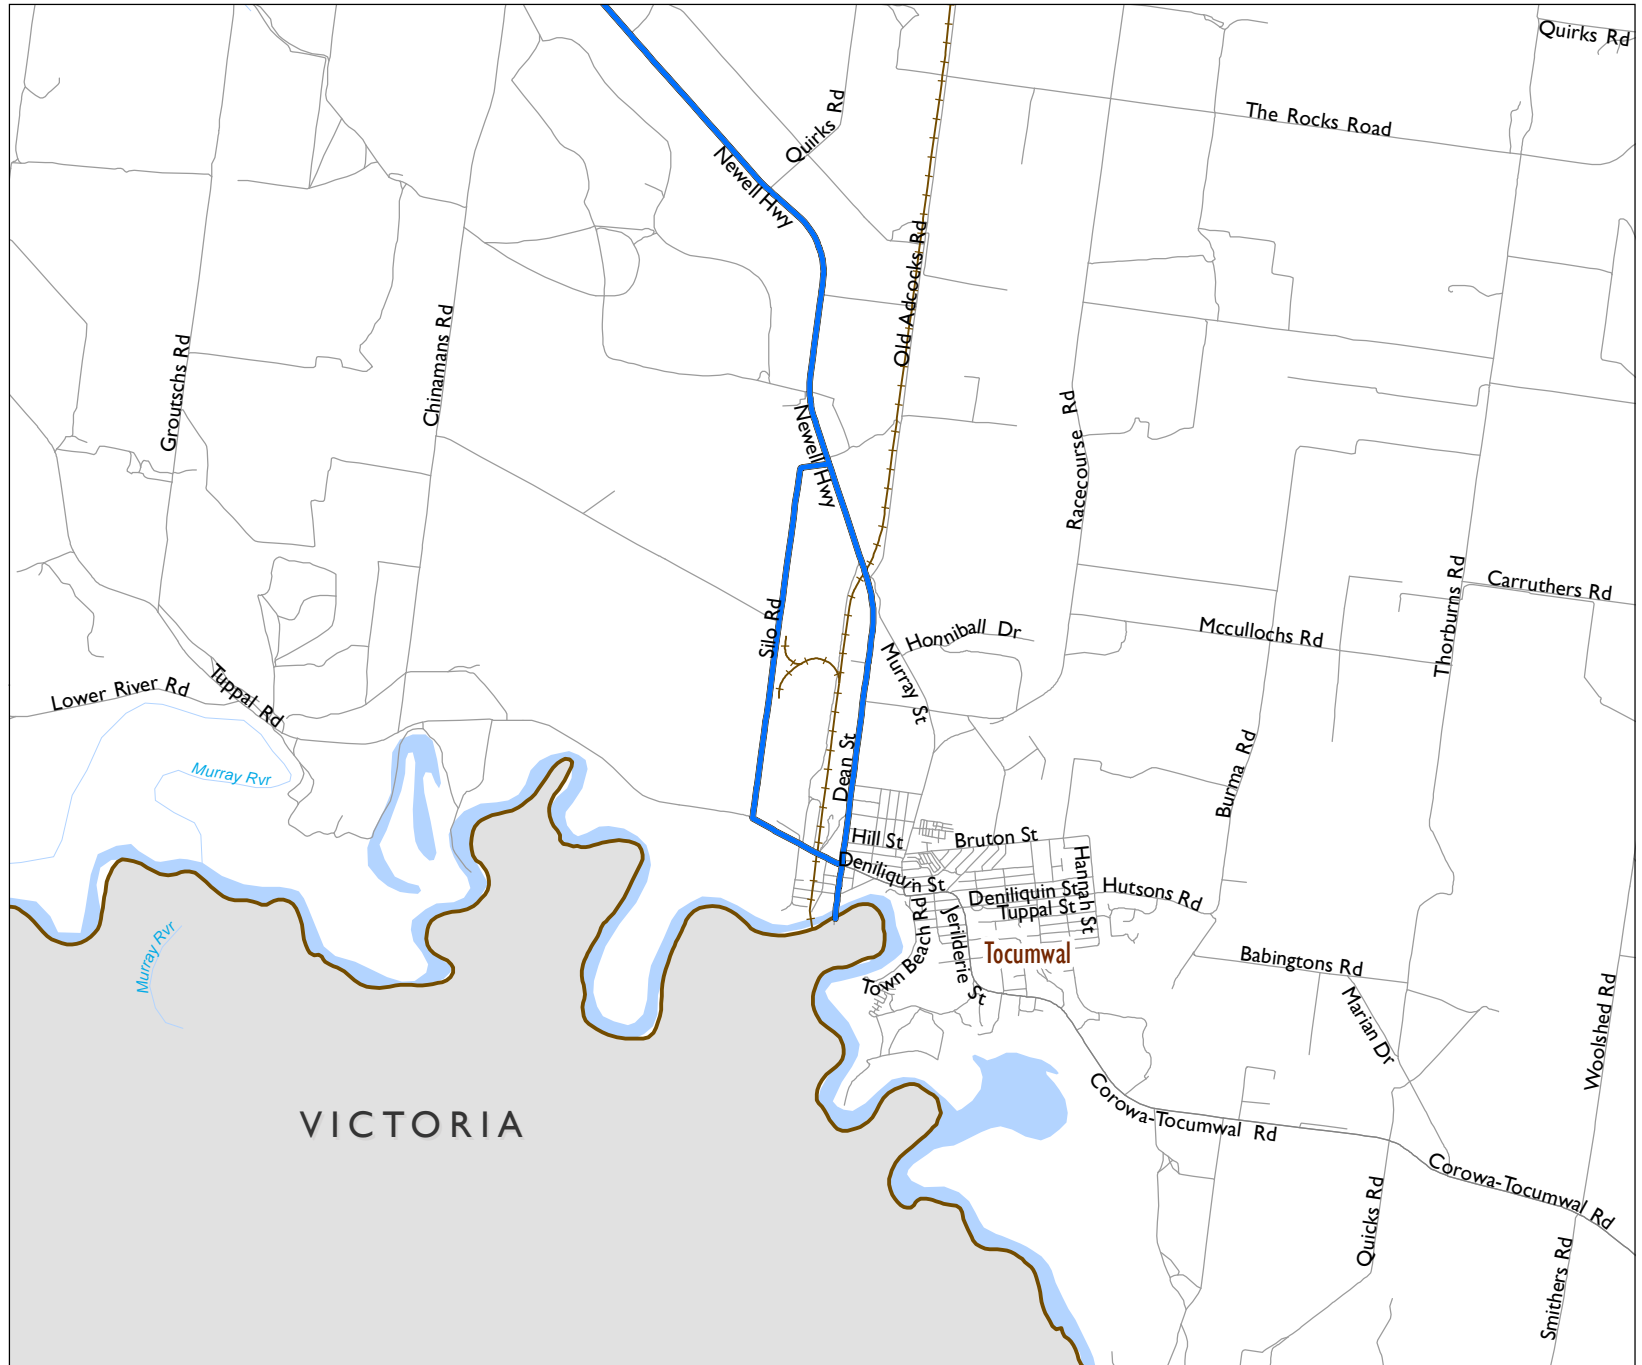 Quirks Rd
Quirks Rd
The Rocks Road
Newell Hwy
Old Adcocks Rd
Groutschs Rd
Chinamans Rd
Newell Hwy
Racecourse Rd
Thorburns Rd
Carruthers Rd
Silo Rd
Honniball Dr
Mccullochs Rd
Murray St
Lower River Rd
Tuppal Rd
Murray Rvr
Dean St
Burma Rd
Hill St
Bruton St
Deniliquin St
Hannah St
Deniliquin St
Hutsons Rd
Tuppal St
Town Beach Rd
Jerilderie St
Tocumwal
Murray Rvr
Babingtons Rd
Marian Dr
Woolshed Rd
VICTORIA
Corowa-Tocumwal Rd
Corowa-Tocumwal Rd
Quicks Rd
Smithers Rd